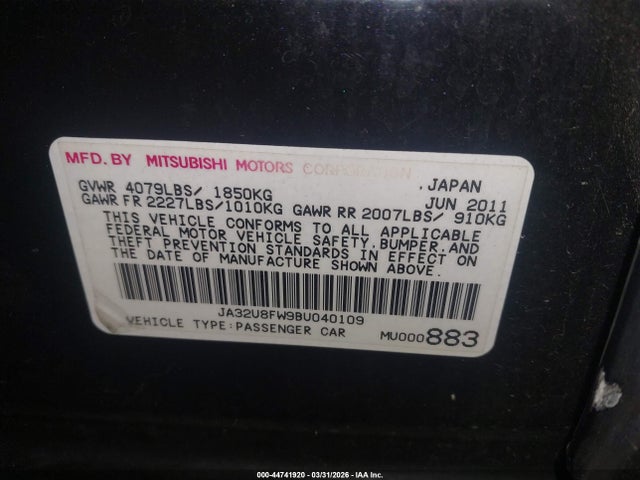 MFD. BY MITSUBISHI MOTORS CORPORATION , JAPAN
GVWR 4079LBS/ 1850KG JUN 2011
GAWR FR 2227LBS/1010KG GAWR RR 2007LBS/ 910KG
THIS VEHICLE CONFORMS TO ALL APPLICABLE
FEDERAL MOTOR VEHICLE SAFETY,BUMPER,AND
THEFT PREVENTION STANDARDS IN EFFECT ON
THE DATE OF MANUFACTURE SHOWN ABOVE.
JA32U8FW9BU040109
VEHICLE TYPE:PASSENGER CAR MU000883
000-44741920 - 03/31/2026 - IAA Inc.